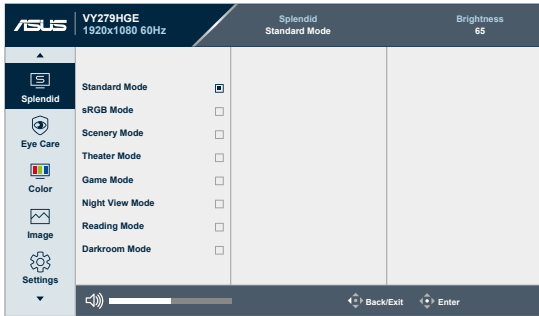 ASUS
VY279HGE
1920x1080 60Hz
Splendid
Standard Mode
Brightness
65
Splendid
Eye Care
Color
Image
Settings
Standard Mode
sRGB Mode
Scenery Mode
Theater Mode
Game Mode
Night View Mode
Reading Mode
Darkroom Mode
Back/Exit
Enter